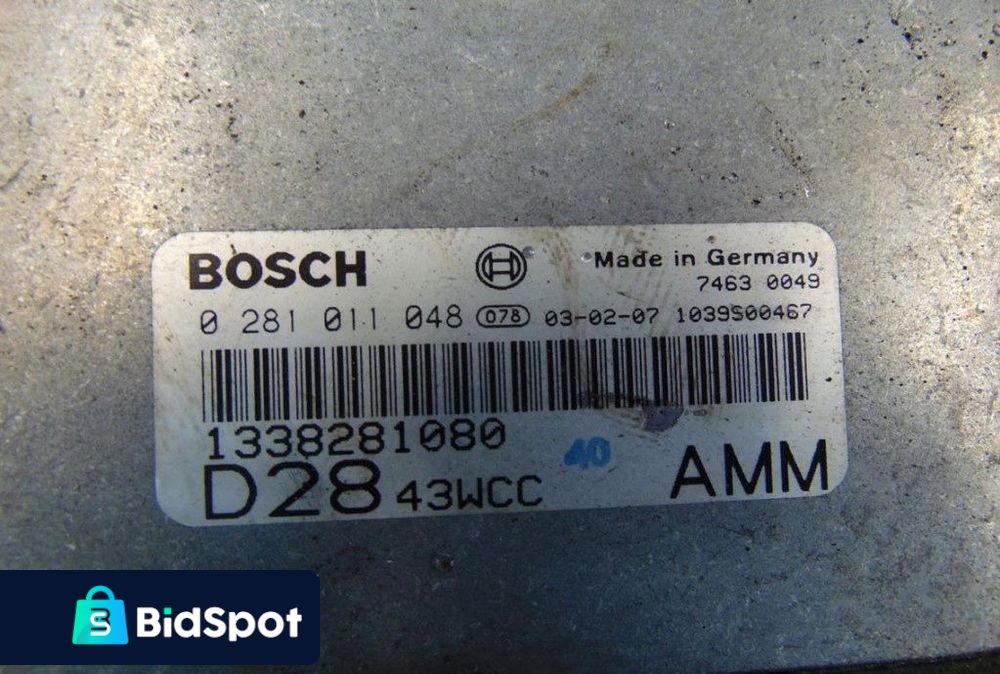 BOSCH
Made in Germany
7463 0049
0 281 011 048 078 03-02-07 1039S00467
1338281080
40
D28 43WCC AMM
BidSpot